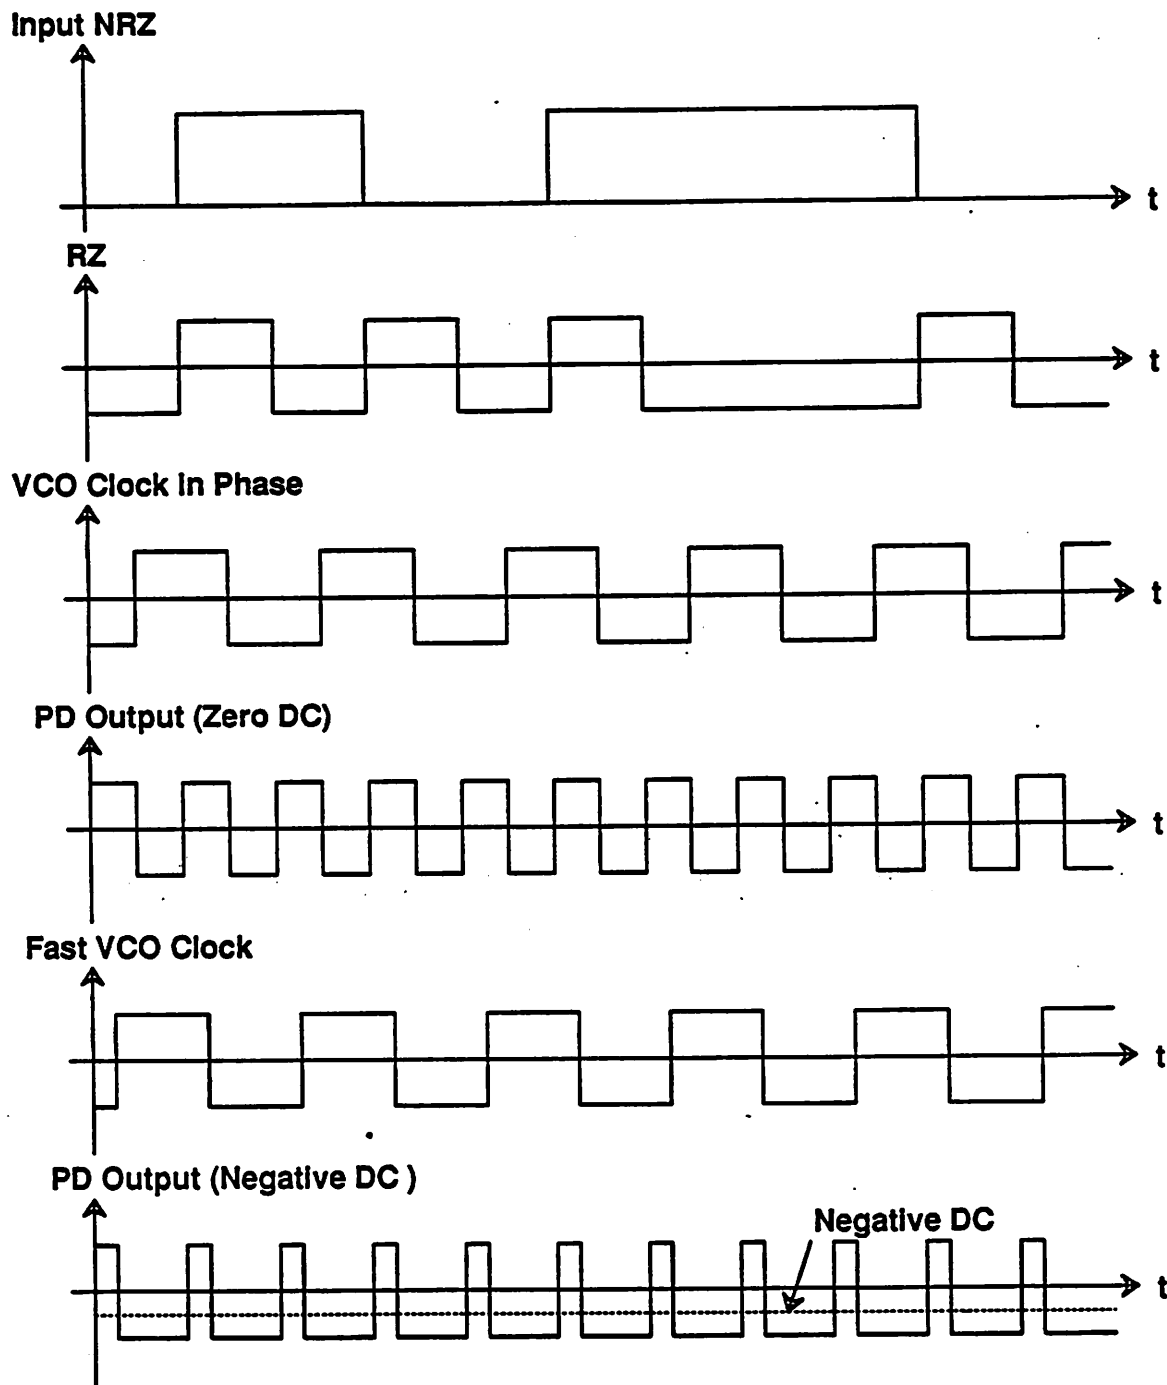 Input NRZ
t
RZ
t
VCO Clock in Phase
t
PD Output (Zero DC)
t
Fast VCO Clock
t
PD Output (Negative DC )
Negative DC
t